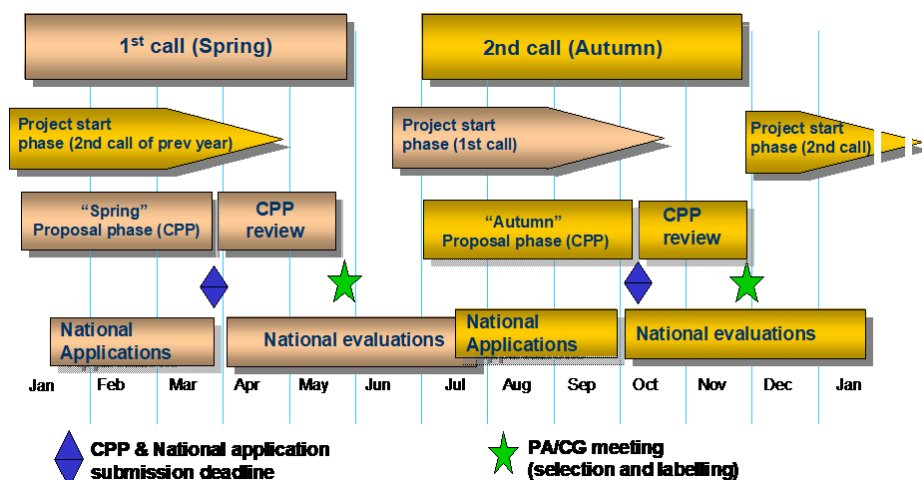 1st call (Spring)
2nd call (Autumn)
Project start
phase (2nd call of prev year)
Project start
phase (1st call)
Project start
phase (2nd call)
“Spring”
Proposal phase (CPP)
CPP
review
“Autumn”
Proposal phase (CPP)
CPP
review
National
Applications
National evaluations
National
Applications
National evaluations
Jan Feb Mar Apr May Jun Jul Aug Sep Oct Nov Dec Jan
CPP & National application
submission deadline
PA/CG meeting
(selection and labelling)